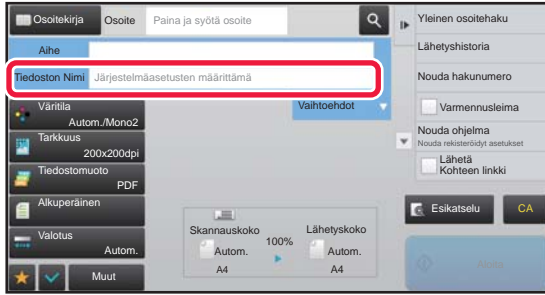 Osoitekirja
Osoite
Paina ja syötä osoite
Aihe
Tiedoston Nimi
Järjestelmäasetusten määrittämä
Väritila
Autom./Mono2
Tarkkuus
200x200dpi
Tiedostomuoto
PDF
Alkuperäinen
Valotus
Autom.
Muut
Vaihtoehdot
Skannauskoko
Autom.
A4
100%
Lähetyskoko
Autom.
A4
Yleinen osoitehaku
Lähetyshistoria
Nouda hakunumero
Varmennusleima
Nouda ohjelma
Nouda rekisteröidyt asetukset
Lähetä
Kohteen linkki
Esikatselu
CA